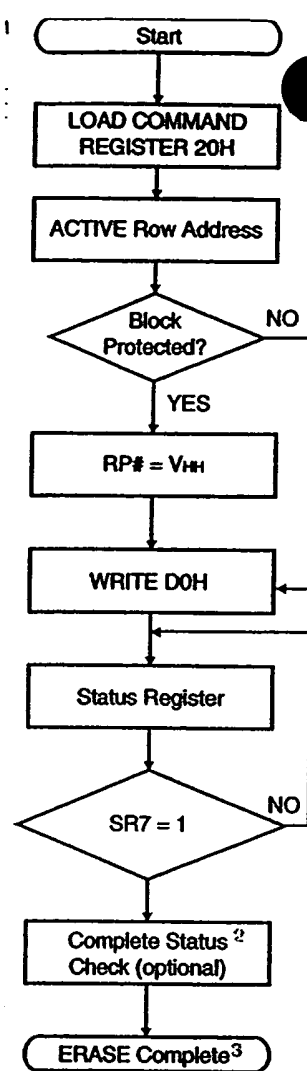 1
Start
LOAD COMMAND
REGISTER 20H
ACTIVE Row Address
Block
Protected?
NO
YES
RP# = VHH
WRITE D0H
Status Register
SR7 = 1
NO
Complete Status 2
Check (optional)
ERASE Complete3